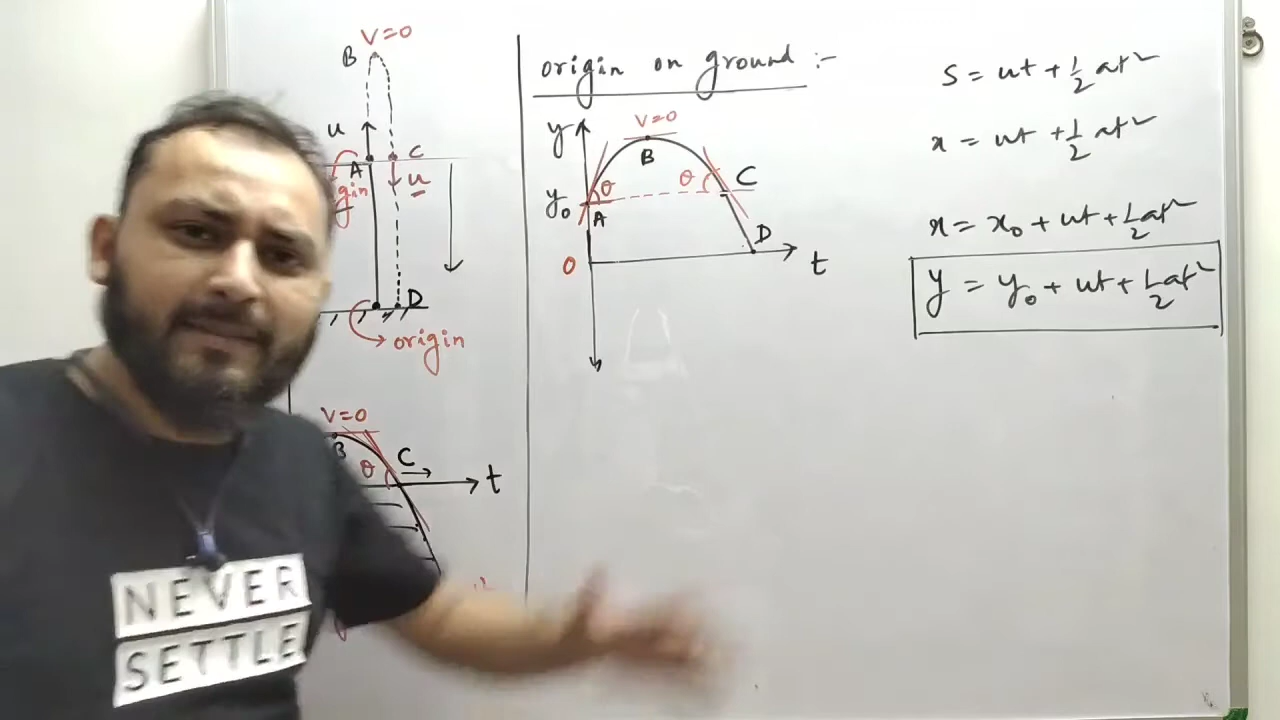 V=0
B
u
A
C
u
gin
D
origin
V=0
B
θ
C
t
origin on ground :-
y
V=0
B
θ
θ
C
y₀
A
D
O
t
S = ut + ½ at²
x = ut + ½ at²
x = x₀ + ut + ½ at²
y = y₀ + ut + ½ at²
NEVER
SETTLE